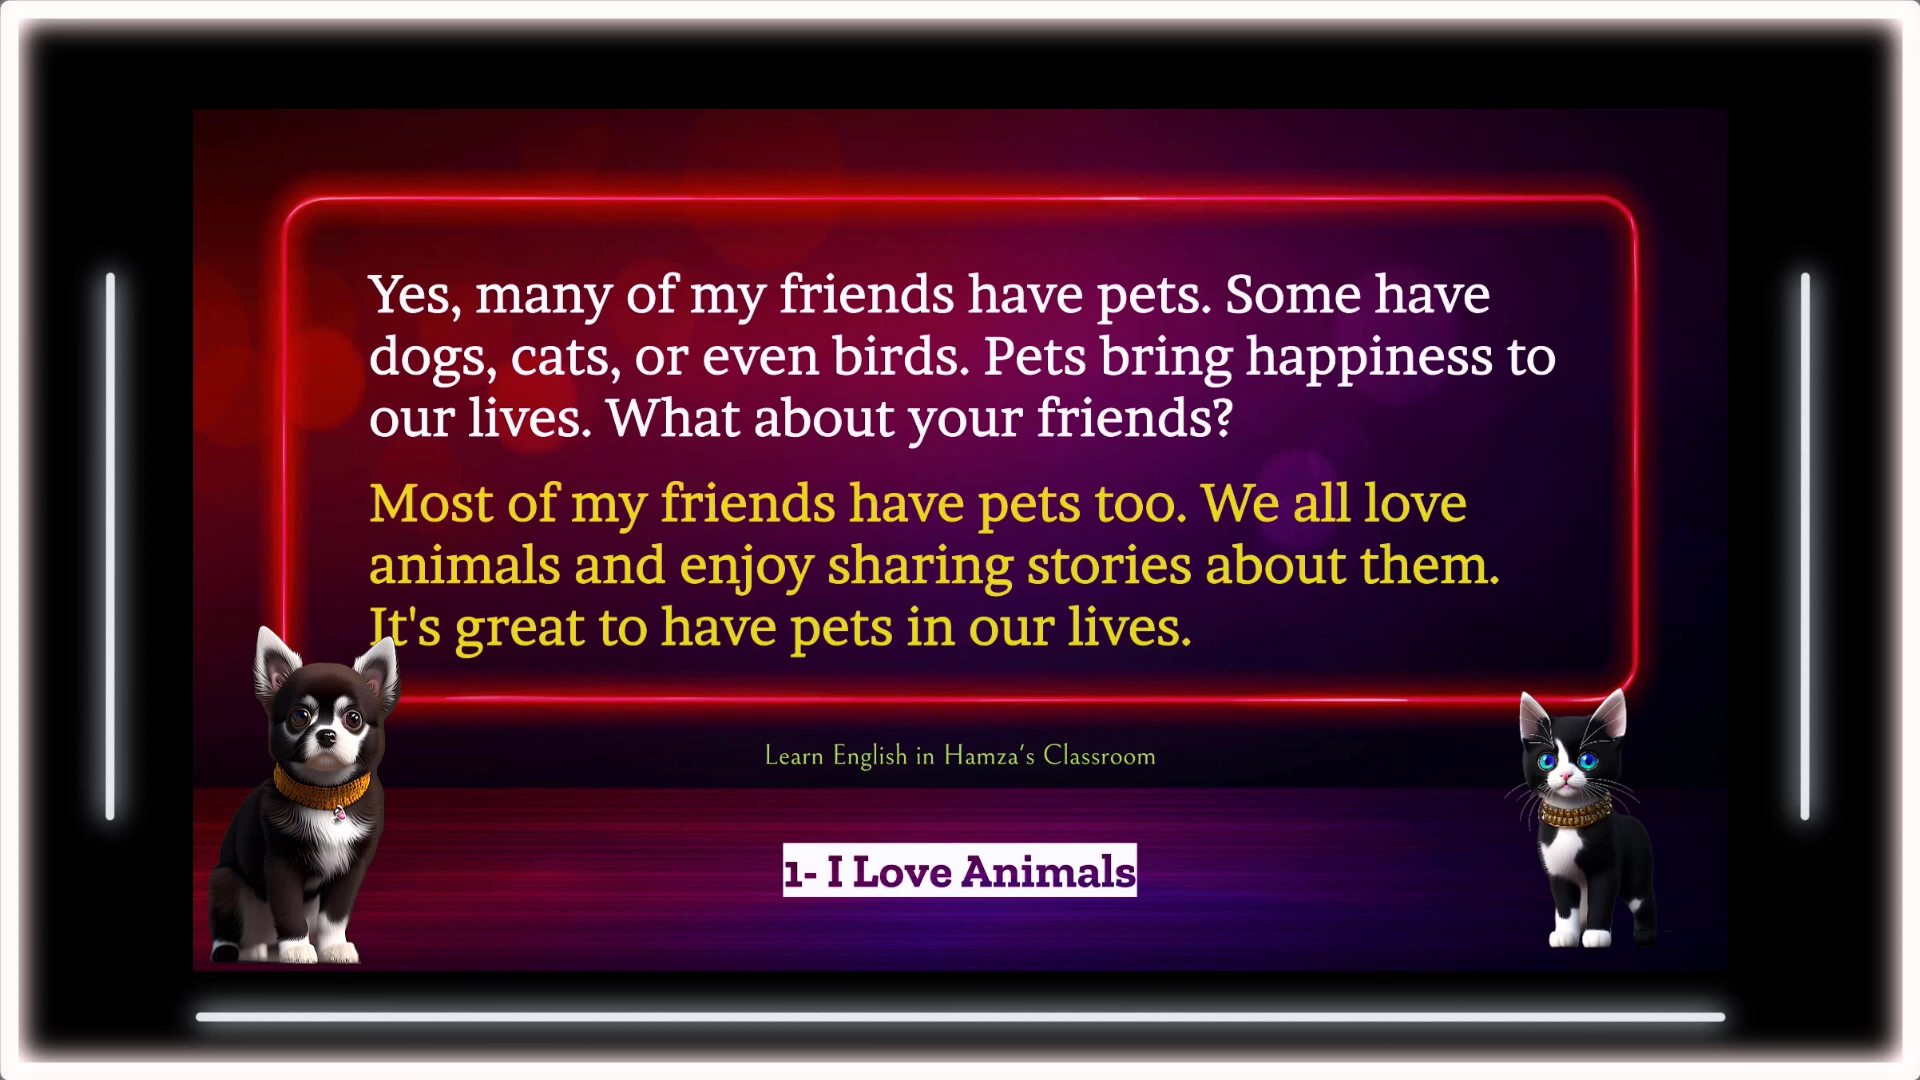 Yes, many of my friends have pets. Some have
dogs, cats, or even birds. Pets bring happiness to
our lives. What about your friends?
Most of my friends have pets too. We all love
animals and enjoy sharing stories about them.
It's great to have pets in our lives.
Learn English in Hamza's Classroom
1- I Love Animals